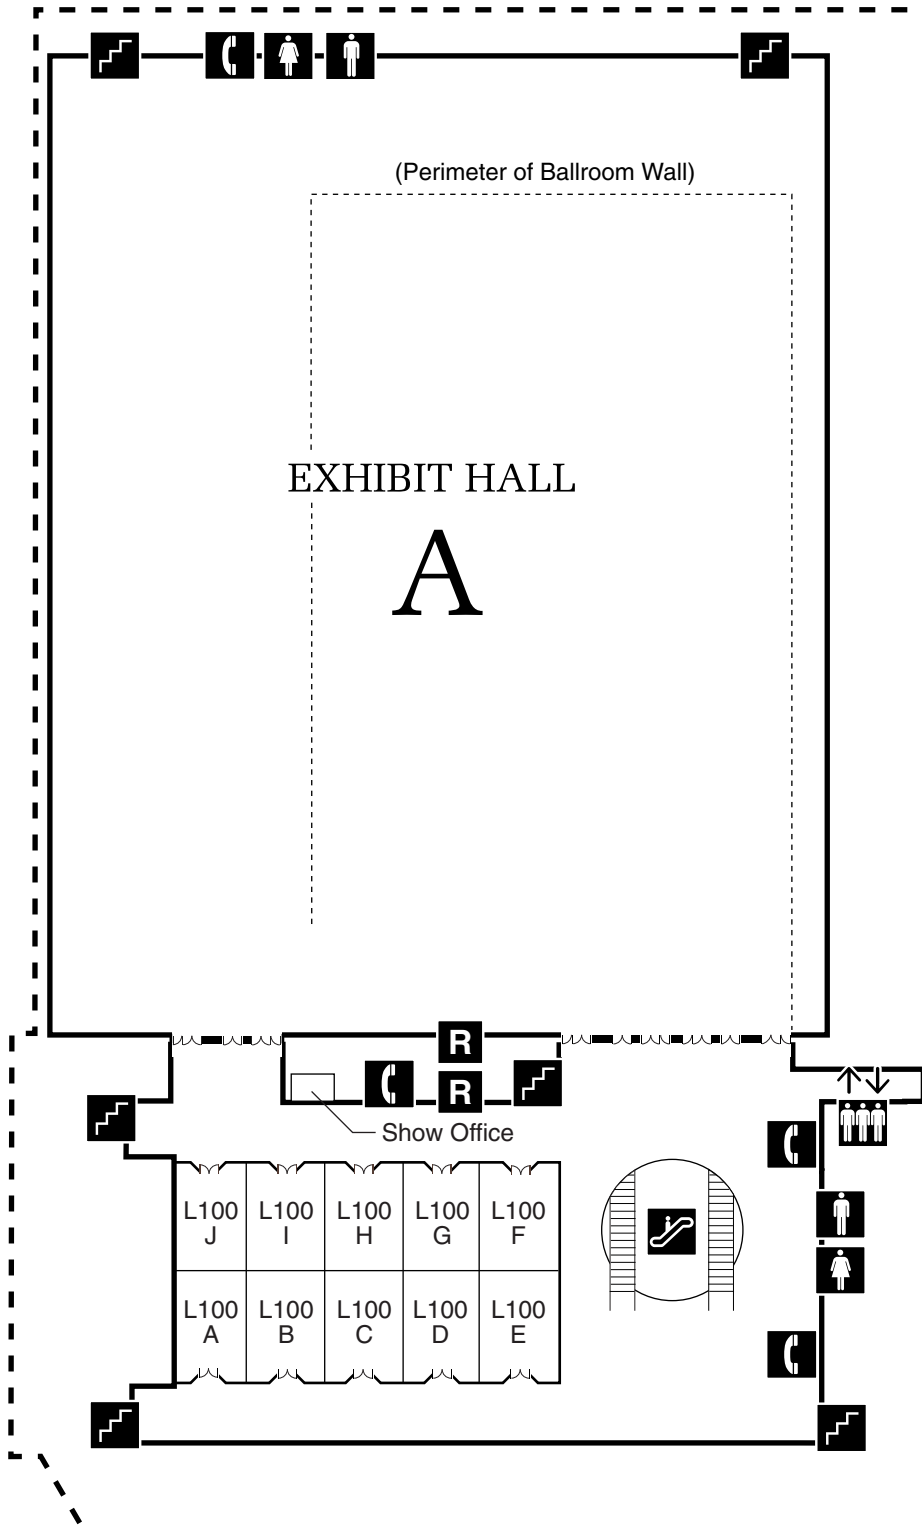 (Perimeter of Ballroom Wall)
EXHIBIT HALL
A
R
R
Show Office
L100
J
L100
I
L100
H
L100
G
L100
F
L100
A
L100
B
L100
C
L100
D
L100
E